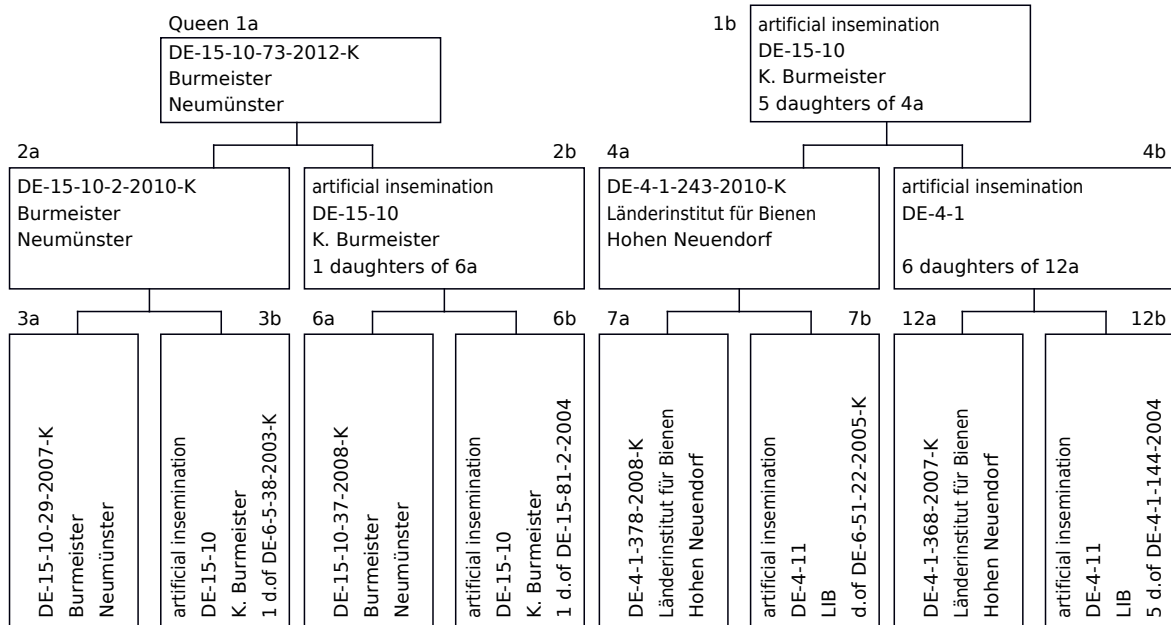 Queen 1a
DE-15-10-73-2012-K
Burmeister
Neumünster
1b
artificial insemination
DE-15-10
K. Burmeister
5 daughters of 4a
2a
DE-15-10-2-2010-K
Burmeister
Neumünster
2b
artificial insemination
DE-15-10
K. Burmeister
1 daughters of 6a
4a
DE-4-1-243-2010-K
Länderinstitut für Bienen
Hohen Neuendorf
4b
artificial insemination
DE-4-1
6 daughters of 12a
3a
DE-15-10-29-2007-K
Burmeister
Neumünster
3b
artificial insemination
DE-15-10
K. Burmeister
1 d.of DE-6-5-38-2003-K
6a
DE-15-10-37-2008-K
Burmeister
Neumünster
6b
artificial insemination
DE-15-10
K. Burmeister
1 d.of DE-15-81-2-2004
7a
DE-4-1-378-2008-K
Länderinstitut für Bienen
Hohen Neuendorf
7b
artificial insemination
DE-4-11
LIB
d.of DE-6-51-22-2005-K
12a
DE-4-1-368-2007-K
Länderinstitut für Bienen
Hohen Neuendorf
12b
artificial insemination
DE-4-11
LIB
5 d.of DE-4-1-144-2004